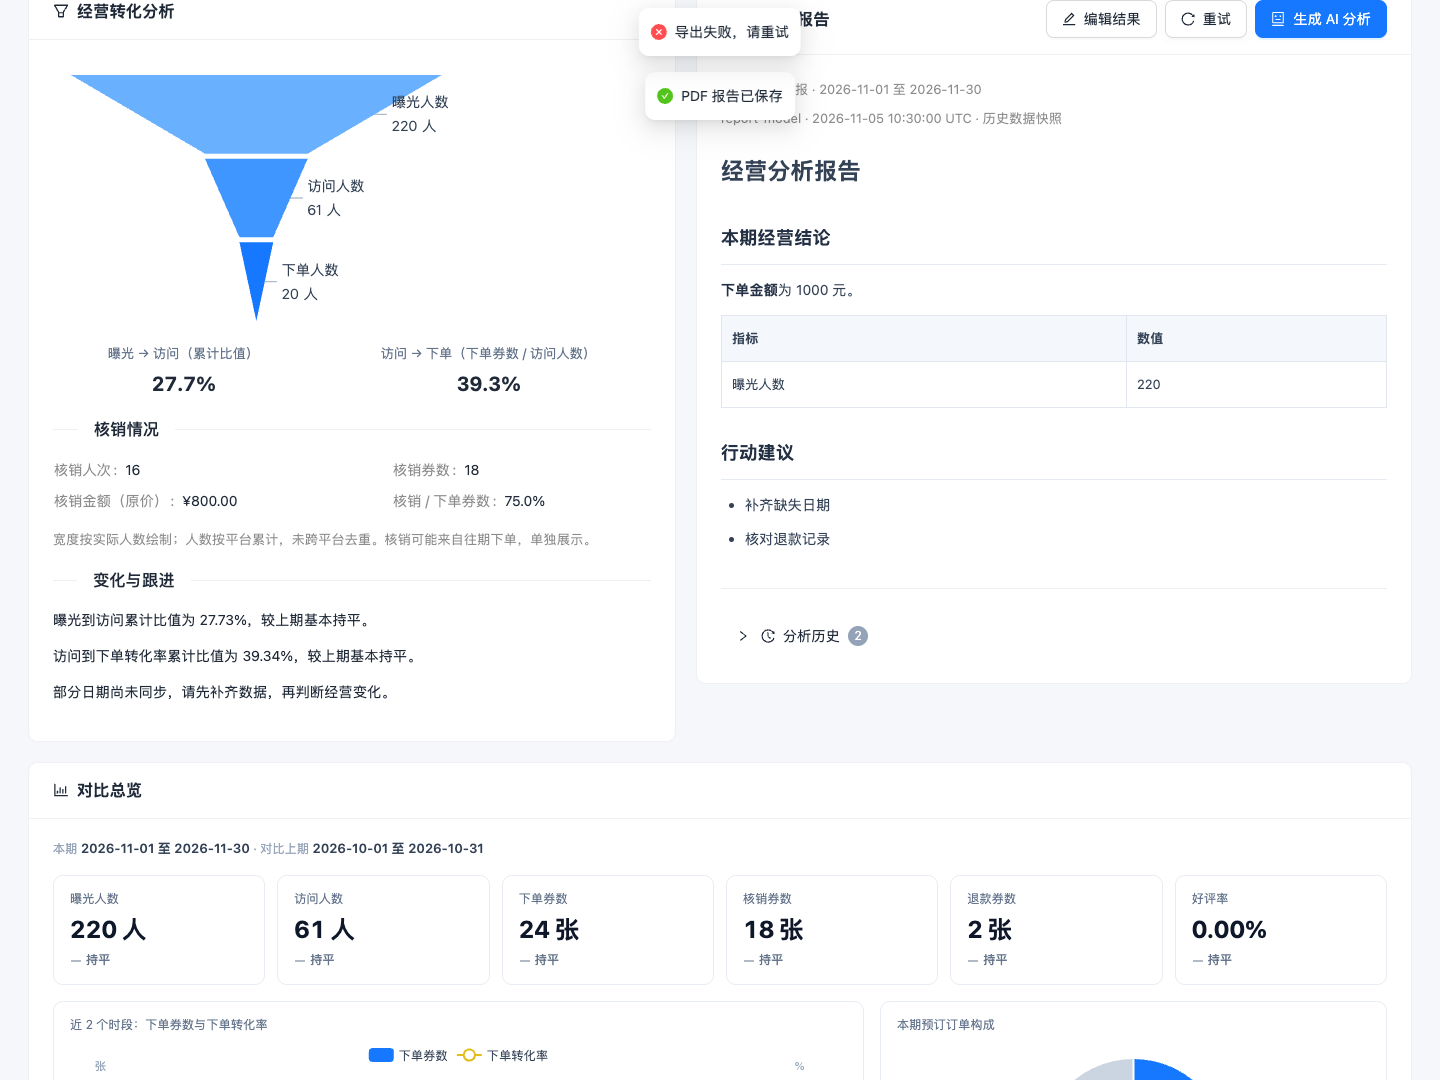 经营转化分析
导出失败，请重试
PDF 报告已保存
报告
编辑结果
重试
生成 AI 分析
曝光人数
220 人
访问人数
61 人
下单人数
20 人
曝光 → 访问（累计比值）
27.7%
访问 → 下单（下单券数 / 访问人数）
39.3%
核销情况
核销人次： 16
核销券数： 18
核销金额（原价）： ¥800.00
核销 / 下单券数： 75.0%
宽度按实际人数绘制；人数按平台累计，未跨平台去重。核销可能来自往期下单，单独展示。
变化与跟进
曝光到访问累计比值为 27.73%，较上期基本持平。
访问到下单转化率累计比值为 39.34%，较上期基本持平。
部分日期尚未同步，请先补齐数据，再判断经营变化。
报 · 2026-11-01 至 2026-11-30
report-model · 2026-11-05 10:30:00 UTC · 历史数据快照
经营分析报告
本期经营结论
下单金额为 1000 元。
指标 数值
曝光人数 220
行动建议
• 补齐缺失日期
• 核对退款记录
分析历史 2
对比总览
本期 2026-11-01 至 2026-11-30 · 对比上期 2026-10-01 至 2026-10-31
曝光人数
220 人
— 持平
访问人数
61 人
— 持平
下单券数
24 张
— 持平
核销券数
18 张
— 持平
退款券数
2 张
— 持平
好评率
0.00%
— 持平
近 2 个时段：下单券数与下单转化率
下单券数 下单转化率
张 %
本期预订订单构成